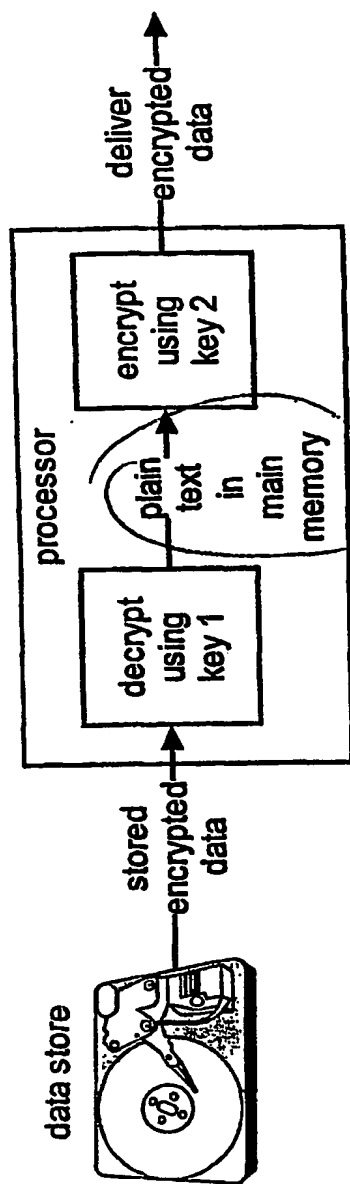 data store
stored
encrypted
data
processor
decrypt
using
key 1
plain
text
in
main
memory
encrypt
using
key 2
deliver
encrypted
data